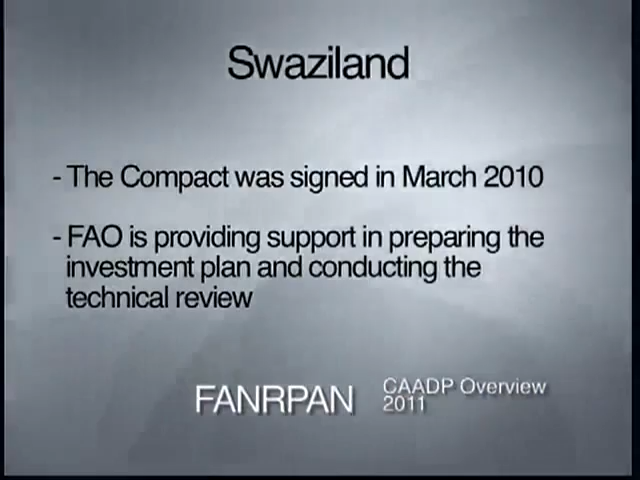 Swaziland
- The Compact was signed in March 2010
- FAO is providing support in preparing the
investment plan and conducting the
technical review
FANRPAN
CAADP Overview
2011